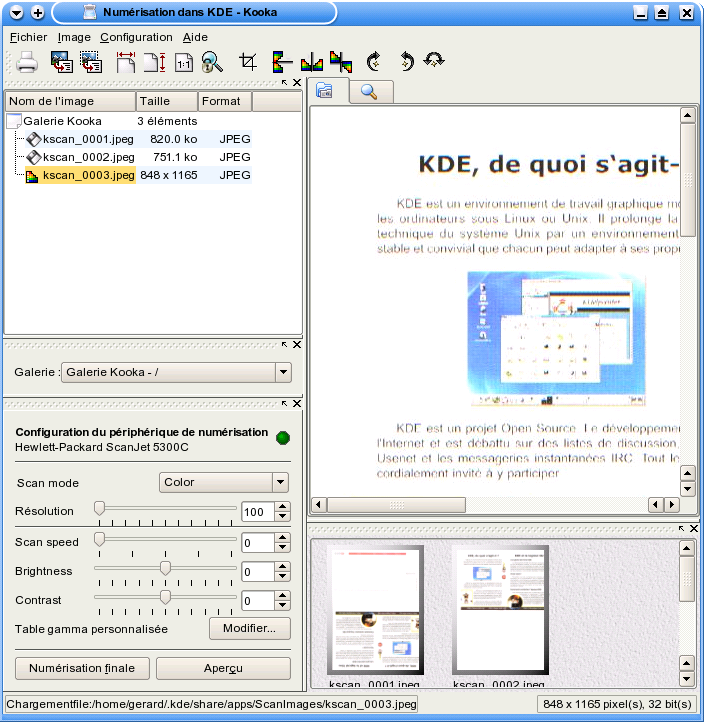 Numérisation dans KDE - Kooka
Fichier Image Configuration Aide
Nom de l'image Taille Format
Galerie Kooka 3 éléments
kscan_0001.jpeg 820.0 ko JPEG
kscan_0002.jpeg 751.1 ko JPEG
kscan_0003.jpeg 848 x 1165 JPEG
Galerie : Galerie Kooka - /
Configuration du périphérique de numérisation
Hewlett-Packard ScanJet 5300C
Scan mode Color
Résolution 100
Scan speed 0
Brightness 0
Contrast 0
Table gamma personnalisée Modifier...
Numérisation finale Aperçu
KDE, de quoi s'agit-
KDE est un environnement de travail graphique
les ordinateurs sous Linux ou Unix. Il prolonge la
technique du système Unix par un environnement
stable et convivial que chacun peut adapter à ses
KDE est un projet Open Source. Le
l'Internet et est débattu sur des listes de discussion,
Usenet et les messageries instantanées IRC. Tout le
cordialement invité à y participer
kscan_0001.jpeg kscan_0002.jpeg
Chargementfile:/home/gerard/.kde/share/apps/ScanImages/kscan_0003.jpeg 848 x 1165 pixel(s), 32 bit(s)